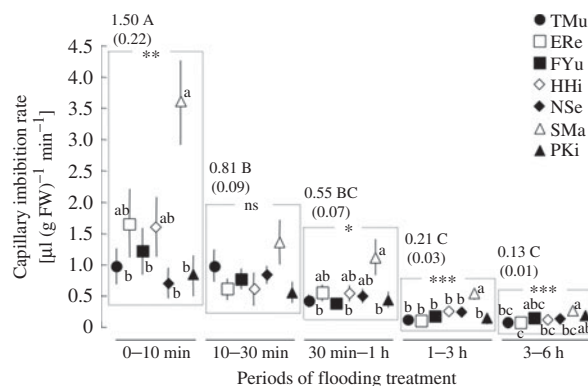 1.50 A
(0.22)
**
0.81 B
(0.09)
ns
0.55 BC
(0.07)
*
0.21 C
(0.03)
***
0.13 C
(0.01)
***
TMu
ERe
FYu
HHi
NSe
SMa
PKi
Capillary imbibition rate
[µl (g FW)⁻¹ min⁻¹]
4.5
4.0
3.5
3.0
2.5
2.0
1.5
1.0
0.5
0
b ab b ab b a b
b ab b ab ab a b
b b b b b a b
bc c abc bc bc a ab
0–10 min 10–30 min 30 min–1 h 1–3 h 3–6 h
Periods of flooding treatment